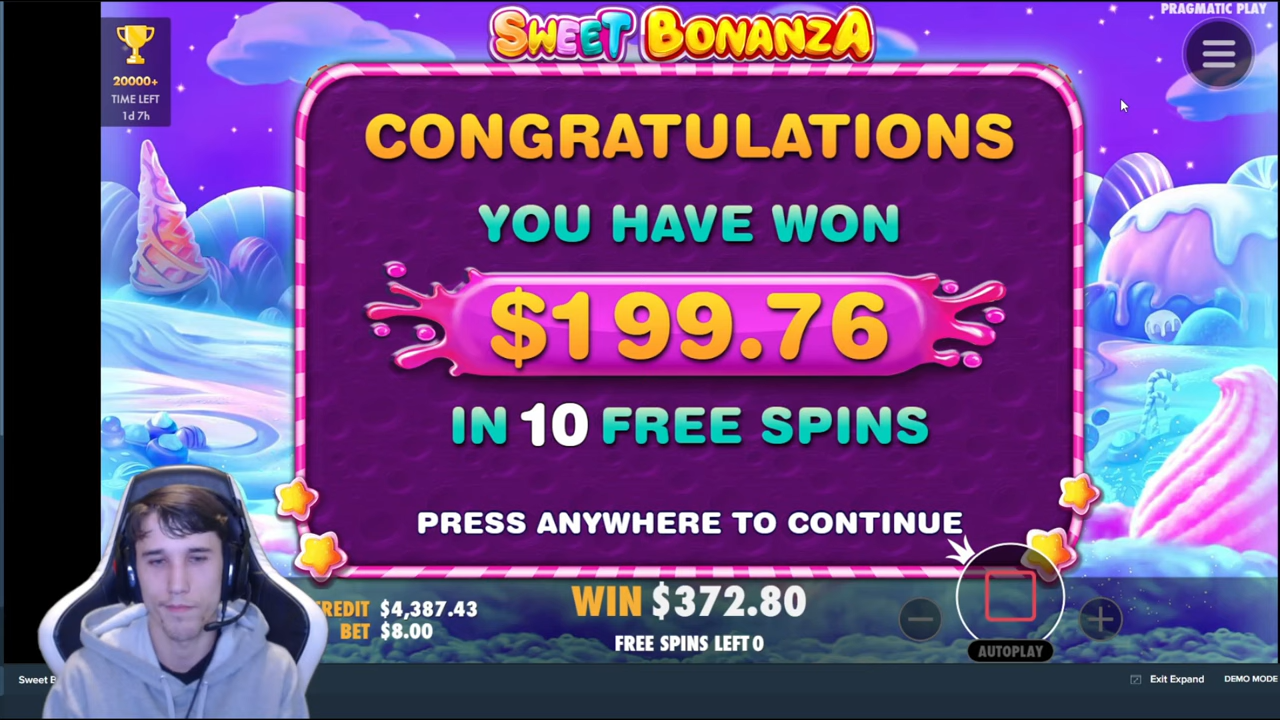 PRAGMATIC PLAY
SWEET BONANZA
20000+
TIME LEFT
1d 7h
CONGRATULATIONS
YOU HAVE WON
$199.76
IN 10 FREE SPINS
PRESS ANYWHERE TO CONTINUE
CREDIT $4,387.43
BET $8.00
WIN $372.80
FREE SPINS LEFT 0
AUTOPLAY
Sweet B
Exit Expand
DEMO MODE